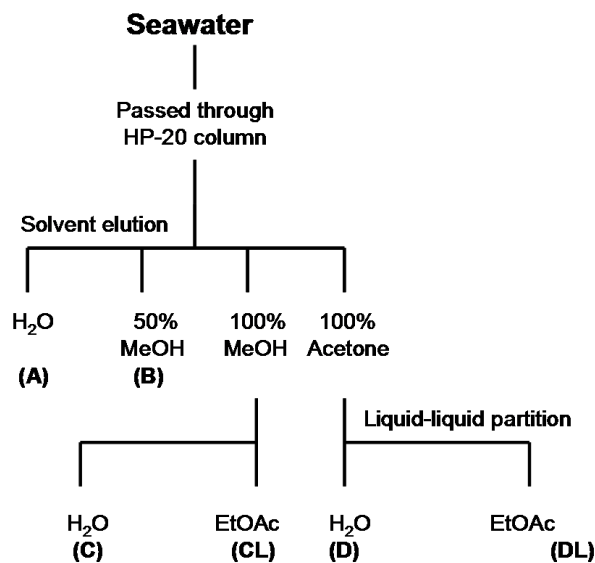 Seawater
Passed through
HP-20 column
Solvent elution
H₂O
(A)
50%
MeOH
(B)
100%
MeOH
100%
Acetone
Liquid-liquid partition
H₂O
(C)
EtOAc
(CL)
H₂O
(D)
EtOAc
(DL)